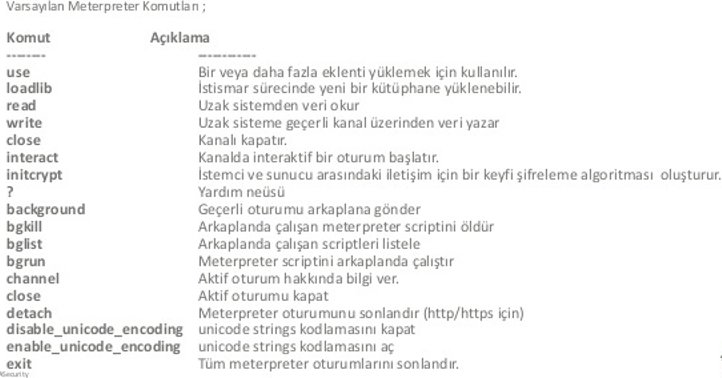 Varsayılan Meterpreter Komutları ;
Komut Açıklama
-------- ------------
use Bir veya daha fazla eklenti yüklemek için kullanılır.
loadlib İstismar sürecinde yeni bir kütüphane yüklenebilir.
read Uzak sistemden veri okur
write Uzak sisteme geçerli kanal üzerinden veri yazar
close Kanalı kapatır.
interact Kanalda interaktif bir oturum başlatır.
initcrypt İstemci ve sunucu arasındaki iletişim için bir keyfi şifreleme algoritması oluşturur.
? Yardım neüsü
background Geçerli oturumu arkaplana gönder
bgkill Arkaplanda çalışan meterpreter scriptini öldür
bglist Arkaplanda çalışan scriptleri listele
bgrun Meterpreter scriptini arkaplanda çalıştır
channel Aktif oturum hakkında bilgi ver.
close Aktif oturumu kapat
detach Meterpreter oturumunu sonlandır (http/https için)
disable_unicode_encoding unicode strings kodlamasını kapat
enable_unicode_encoding unicode strings kodlamasını aç
exit Tüm meterpreter oturumlarını sonlandır.